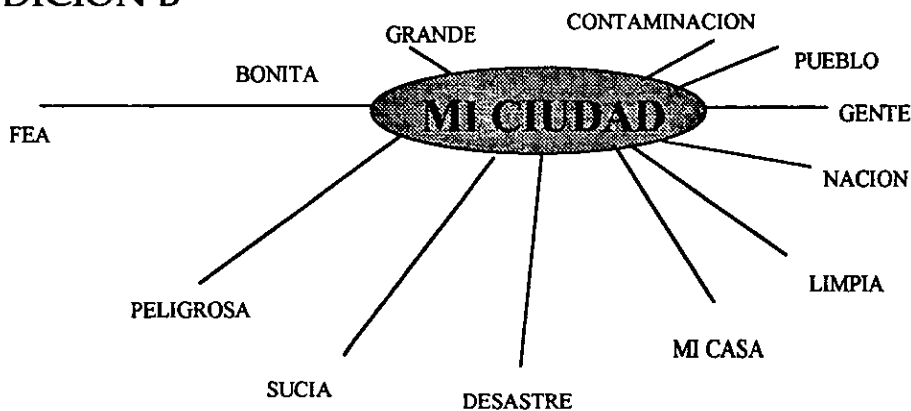 DICION B
CONTAMINACION
GRANDE
PUEBLO
BONITA
MI CIUDAD
GENTE
FEA
NACION
LIMPIA
PELIGROSA
MI CASA
SUCIA
DESASTRE